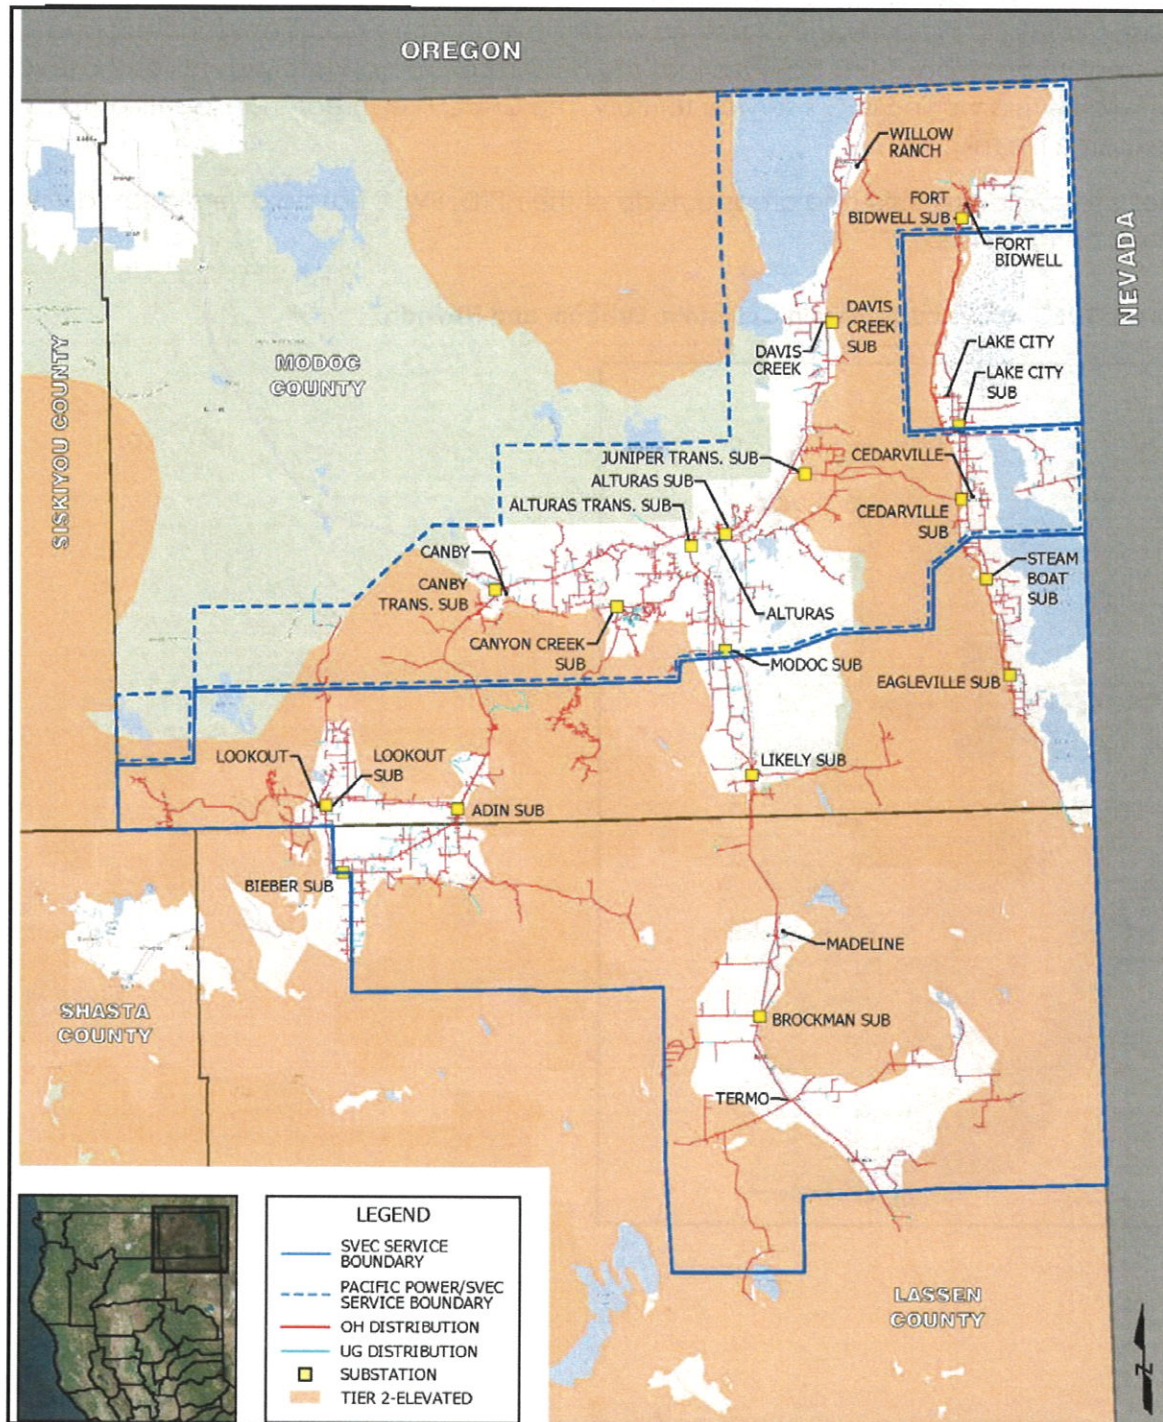 OREGON
WILLOW
RANCH
FORT
BIDWELL SUB
FORT
BIDWELL
NEVADA
DAVIS
CREEK
SUB
DAVIS
CREEK
LAKE CITY
LAKE CITY
SUB
MODOC
COUNTY
SISKIYOU COUNTY
JUNIPER TRANS. SUB
CEDARVILLE
ALTURAS SUB
ALTURAS TRANS. SUB
CEDARVILLE
SUB
CANBY
STEAM
BOAT
SUB
CANBY
TRANS. SUB
ALTURAS
CANYON CREEK
SUB
MODOC SUB
EAGLEVILLE SUB
LOOKOUT
LOOKOUT
SUB
LIKELY SUB
ADIN SUB
BIEBER SUB
MADELINE
SHASTA
COUNTY
BROCKMAN SUB
TERMO
LASSEN
COUNTY
LEGEND
SVEC SERVICE
BOUNDARY
PACIFIC POWER/SVEC
SERVICE BOUNDARY
OH DISTRIBUTION
UG DISTRIBUTION
SUBSTATION
TIER 2-ELEVATED
N